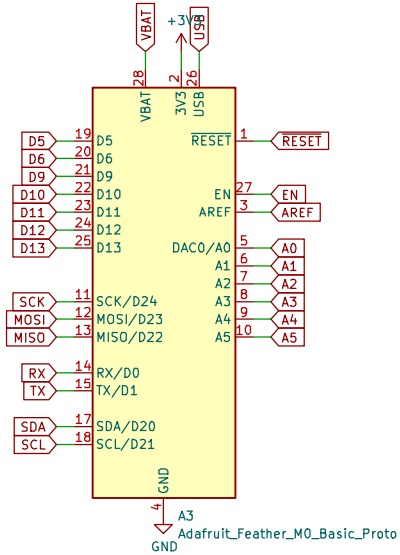 VBAT
+3V3
USB
28
2
26
VBAT
3V3
USB
D5 19 D5
D6 20 D6
D9 21 D9
D10 22 D10
D11 23 D11
D12 24 D12
D13 25 D13
SCK 11 SCK/D24
MOSI 12 MOSI/D23
MISO 13 MISO/D22
RX 14 RX/D0
TX 15 TX/D1
SDA 17 SDA/D20
SCL 18 SCL/D21
RESET 1 RESET
EN 27 EN
AREF 3 AREF
DAC0/A0 5 A0
A1 6 A1
A2 7 A2
A3 8 A3
A4 9 A4
A5 10 A5
GND
4
GND
A3
Adafruit_Feather_M0_Basic_Proto